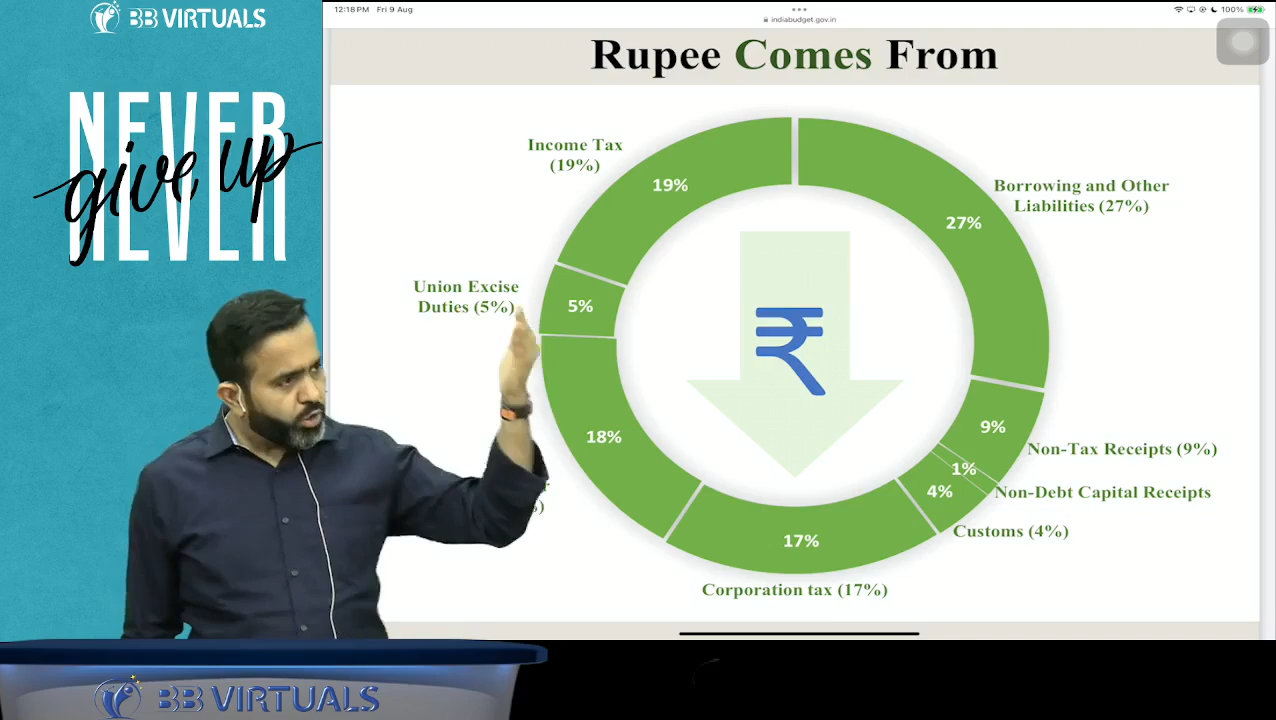 BB VIRTUALS
NEVER
give up
NEVER
12:18 PM Fri 9 Aug
indiabudget.gov.in
100%
Rupee Comes From
Income Tax
(19%)
19%
Borrowing and Other
Liabilities (27%)
27%
Union Excise
Duties (5%)
5%
18%
9%
Non-Tax Receipts (9%)
1%
Non-Debt Capital Receipts
4%
Customs (4%)
17%
Corporation tax (17%)
₹
BB VIRTUALS